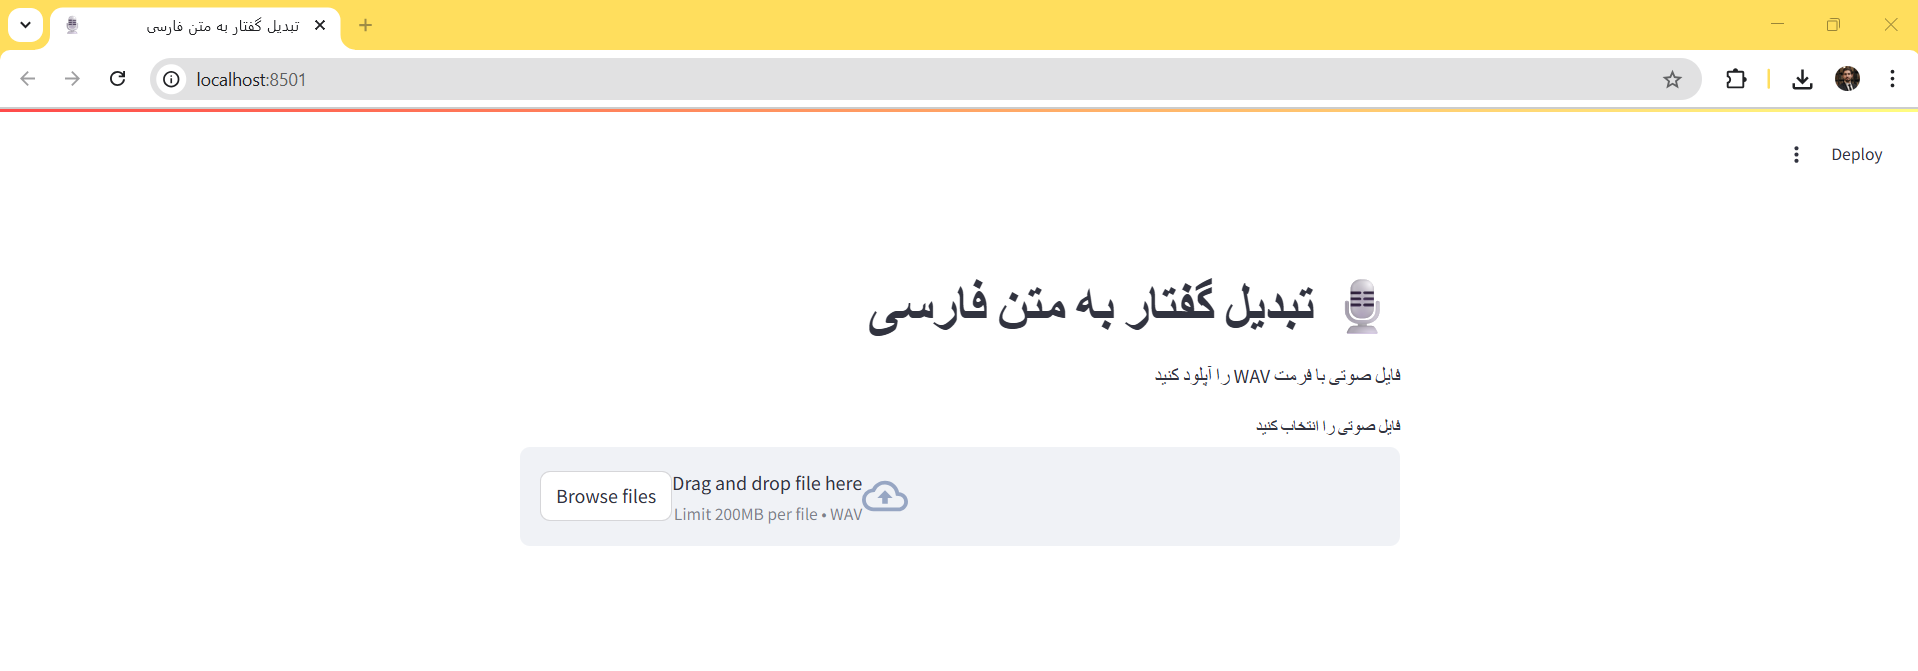 تبدیل گفتار به متن فارسی
localhost:8501
Deploy
تبدیل گفتار به متن فارسی
فایل صوتی با فرمت WAV را آپلود کنید
فایل صوتی را انتخاب کنید
Browse files
Drag and drop file here
Limit 200MB per file • WAV